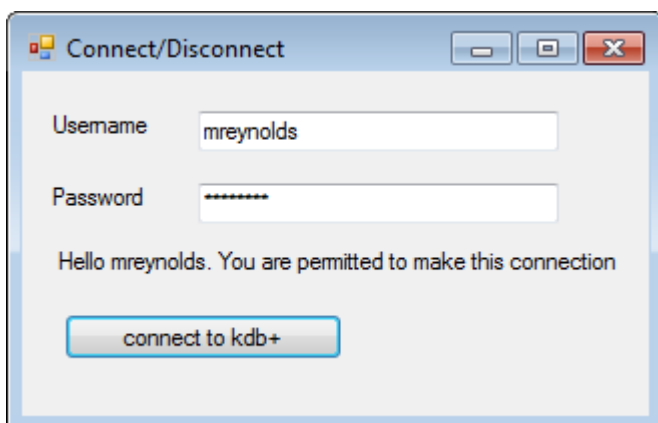 Connect/Disconnect
Username mreynolds
Password ********
Hello mreynolds. You are permitted to make this connection
connect to kdb+